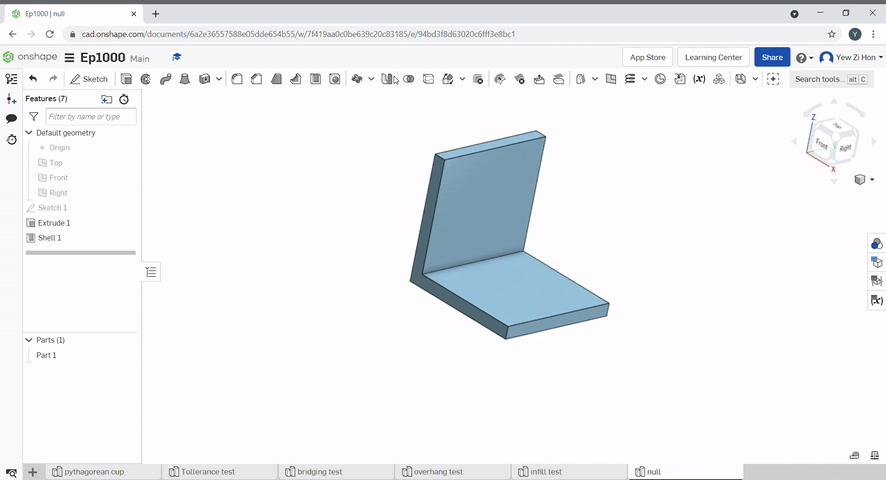 Ep1000 | null
cad.onshape.com/documents/6a2e36557588e05dde654b55/w/7f419aa0c0be639c20c83185/e/94bd3f8d63020c6fff3e8bc1
Y
onshape
Ep1000
Main
App Store
Learning Center
Share
Yew Zi Hon
Sketch
Search tools...
alt
C
Features (7)
Filter by name or type
Default geometry
Origin
Top
Front
Right
Sketch 1
Extrude 1
Shell 1
Parts (1)
Part 1
Z
Front
Right
X
pythagorean cup
Tollerance test
bridging test
overhang test
infill test
null